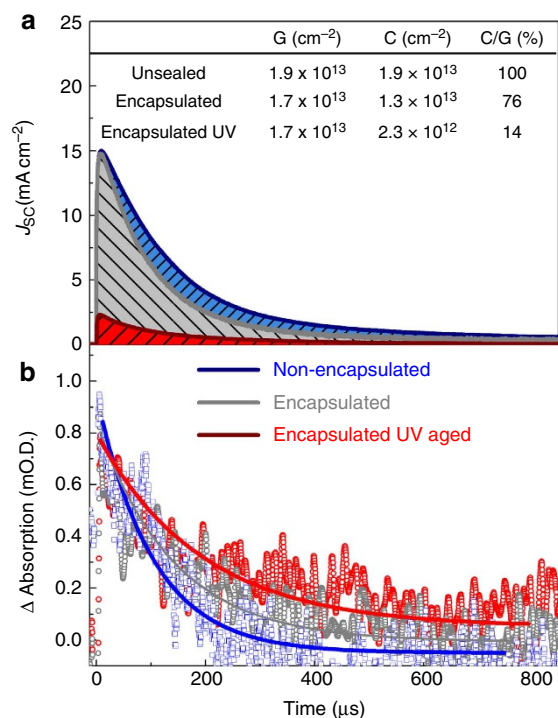 a
G (cm⁻²) C (cm⁻²) C/G (%)
Unsealed 1.9 x 10¹³ 1.9 × 10¹³ 100
Encapsulated 1.7 x 10¹³ 1.3 × 10¹³ 76
Encapsulated UV 1.7 x 10¹³ 2.3 × 10¹² 14
25
20
15
10
5
0
J_SC(mA cm⁻²)
b
Non-encapsulated
Encapsulated
Encapsulated UV aged
1.0
0.8
0.6
0.4
0.2
0.0
Δ Absorption (mO.D.)
0 200 400 600 800
Time (µs)